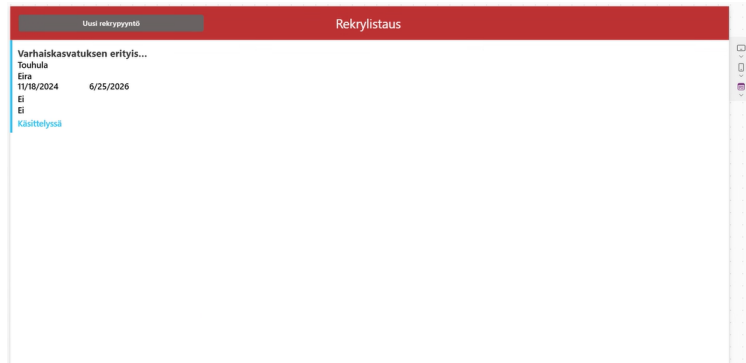 Uusi rekrypyyntö
Rekrylistaus
Varhaiskasvatuksen erityis...
Touhula
Eira
11/18/2024 6/25/2026
Ei
Ei
Käsittelyssä